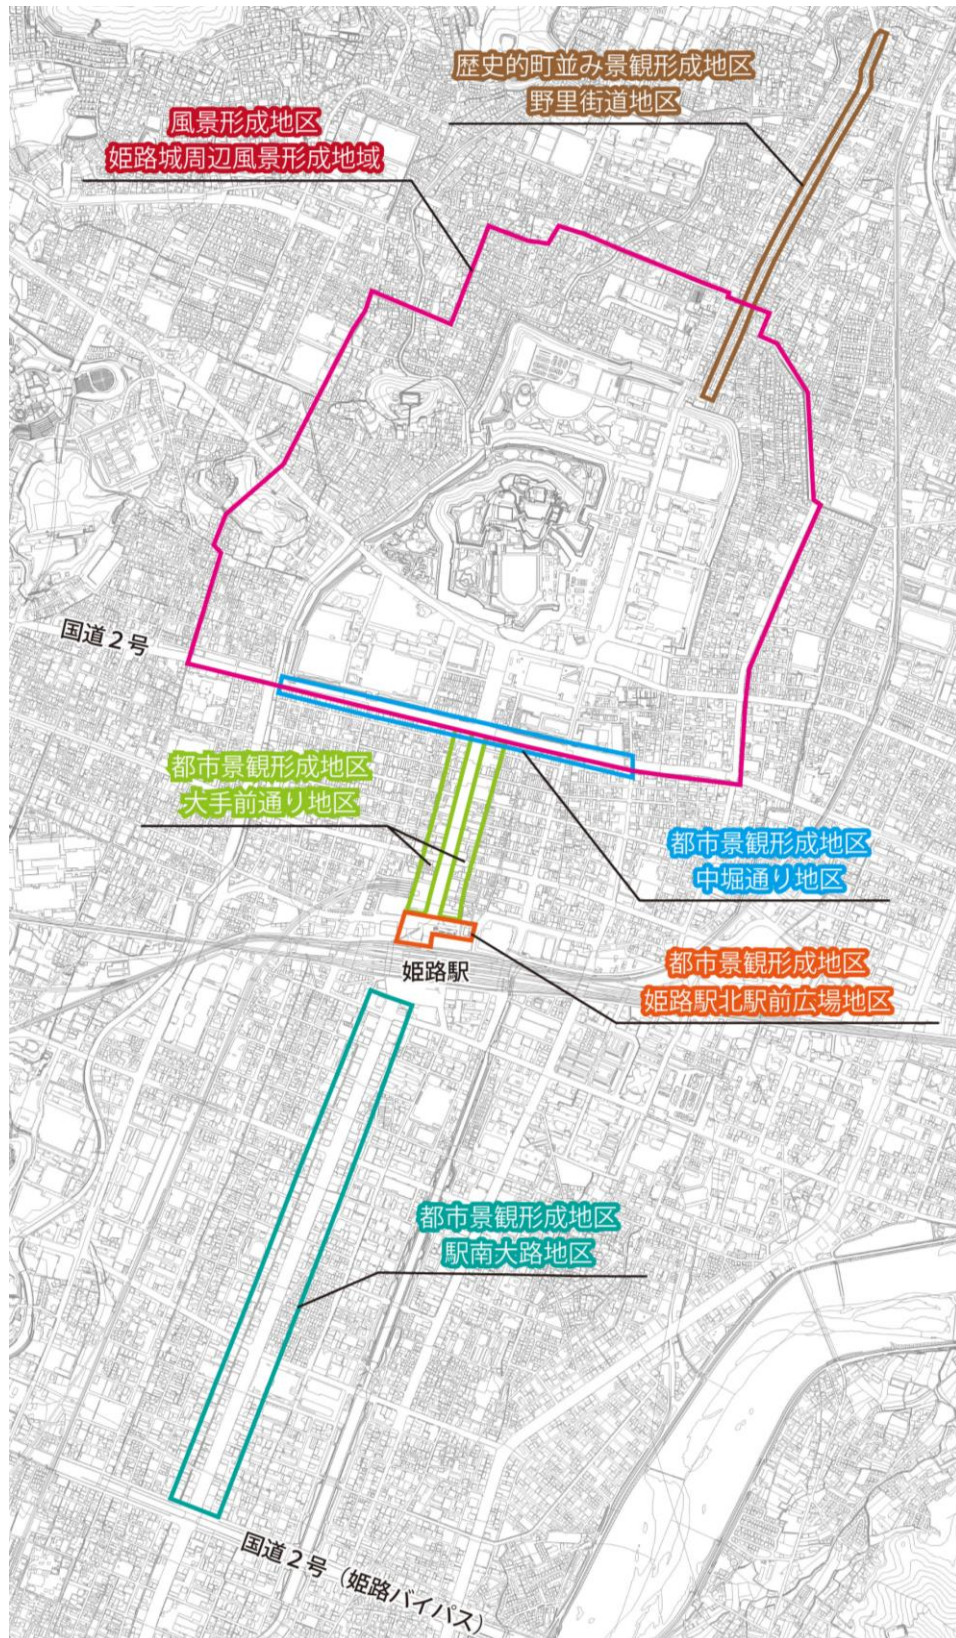 歴史的町並み景観形成地区
野里街道地区
風景形成地区
姫路城周辺風景形成地域
国道２号
都市景観形成地区
大手前通り地区
都市景観形成地区
中堀通り地区
都市景観形成地区
姫路駅北駅前広場地区
姫路駅
都市景観形成地区
駅南大路地区
国道２号（姫路バイパス）